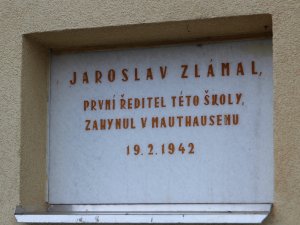 JAROSLAV ZLÁMAL,
PRVNÍ ŘEDITEL TÉTO ŠKOLY,
ZAHYNUL V MAUTHAUSENU
19.2.1942